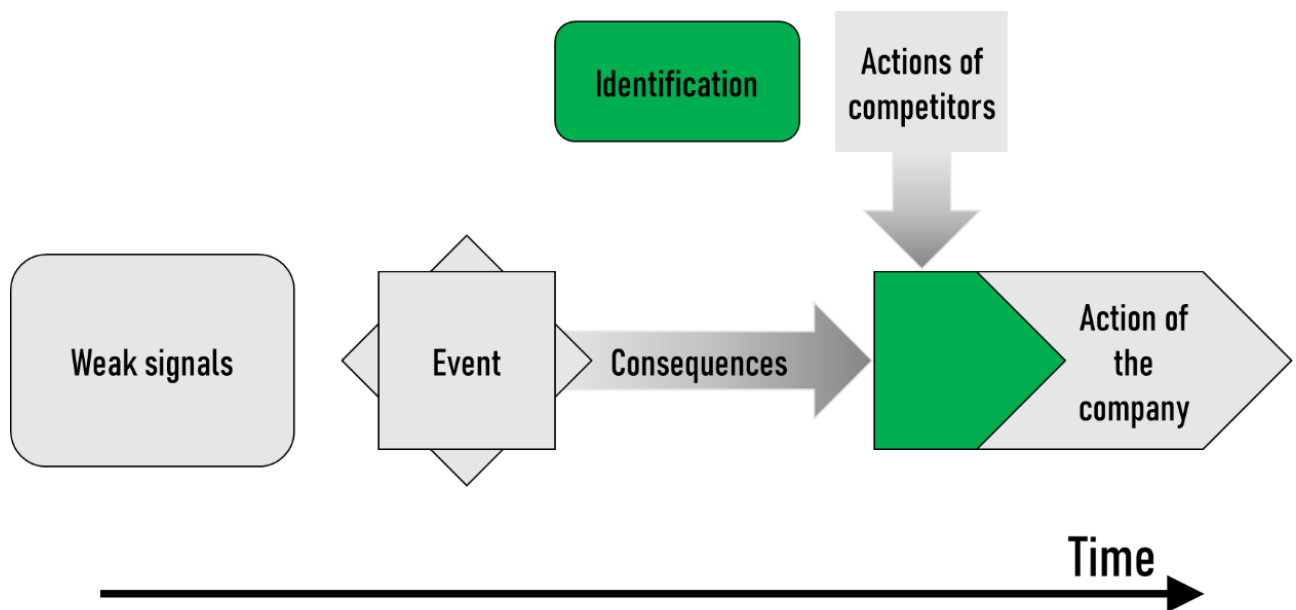 Identification
Actions of
competitors
Weak signals
Event
Consequences
Action of
the
company
Time